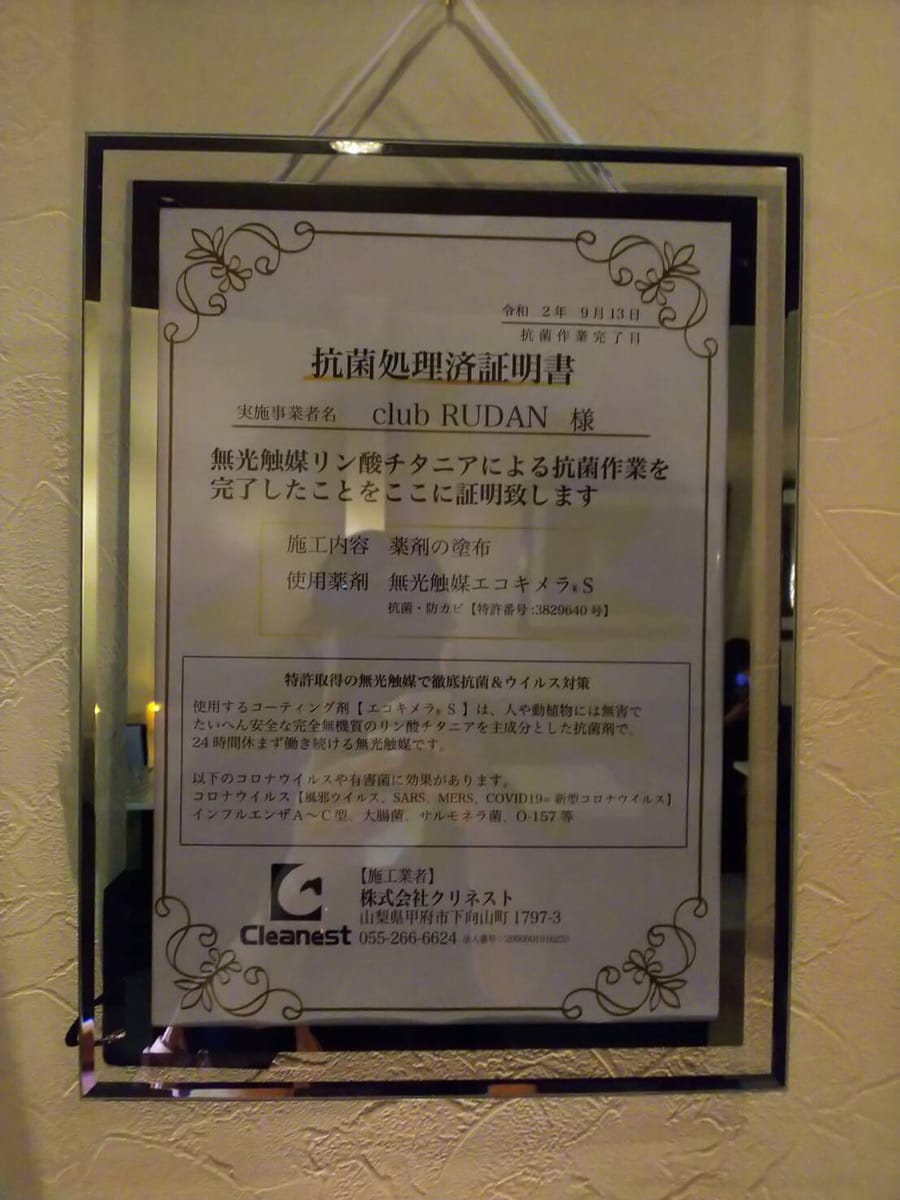 令和 2年 9月13日
抗菌作業完了日
抗菌処理済証明書
実施事業者名 club RUDAN 様
無光触媒リン酸チタニアによる抗菌作業を
完了したことをここに証明致します
施工内容 薬剤の塗布
使用薬剤 無光触媒エコキメラ® S
抗菌・防カビ【特許番号:3829640号】
特許取得の無光触媒で徹底抗菌&ウイルス対策
使用するコーティング剤【エコキメラ® S 】は、人や動植物には無害で
たいへん安全な完全無機質のリン酸チタニアを主成分とした抗菌剤で、
24時間休まず働き続ける無光触媒です。
以下のコロナウイルスや有害菌に効果があります。
コロナウイルス【風邪ウイルス、SARS、MERS、COVID19=新型コロナウイルス】
インフルエンザA～C型、大腸菌、サルモネラ菌、O-157等
【施工業者】
株式会社クリネスト
山梨県甲府市下向山町1797-3
Cleanest 055-266-6624 法人番号: